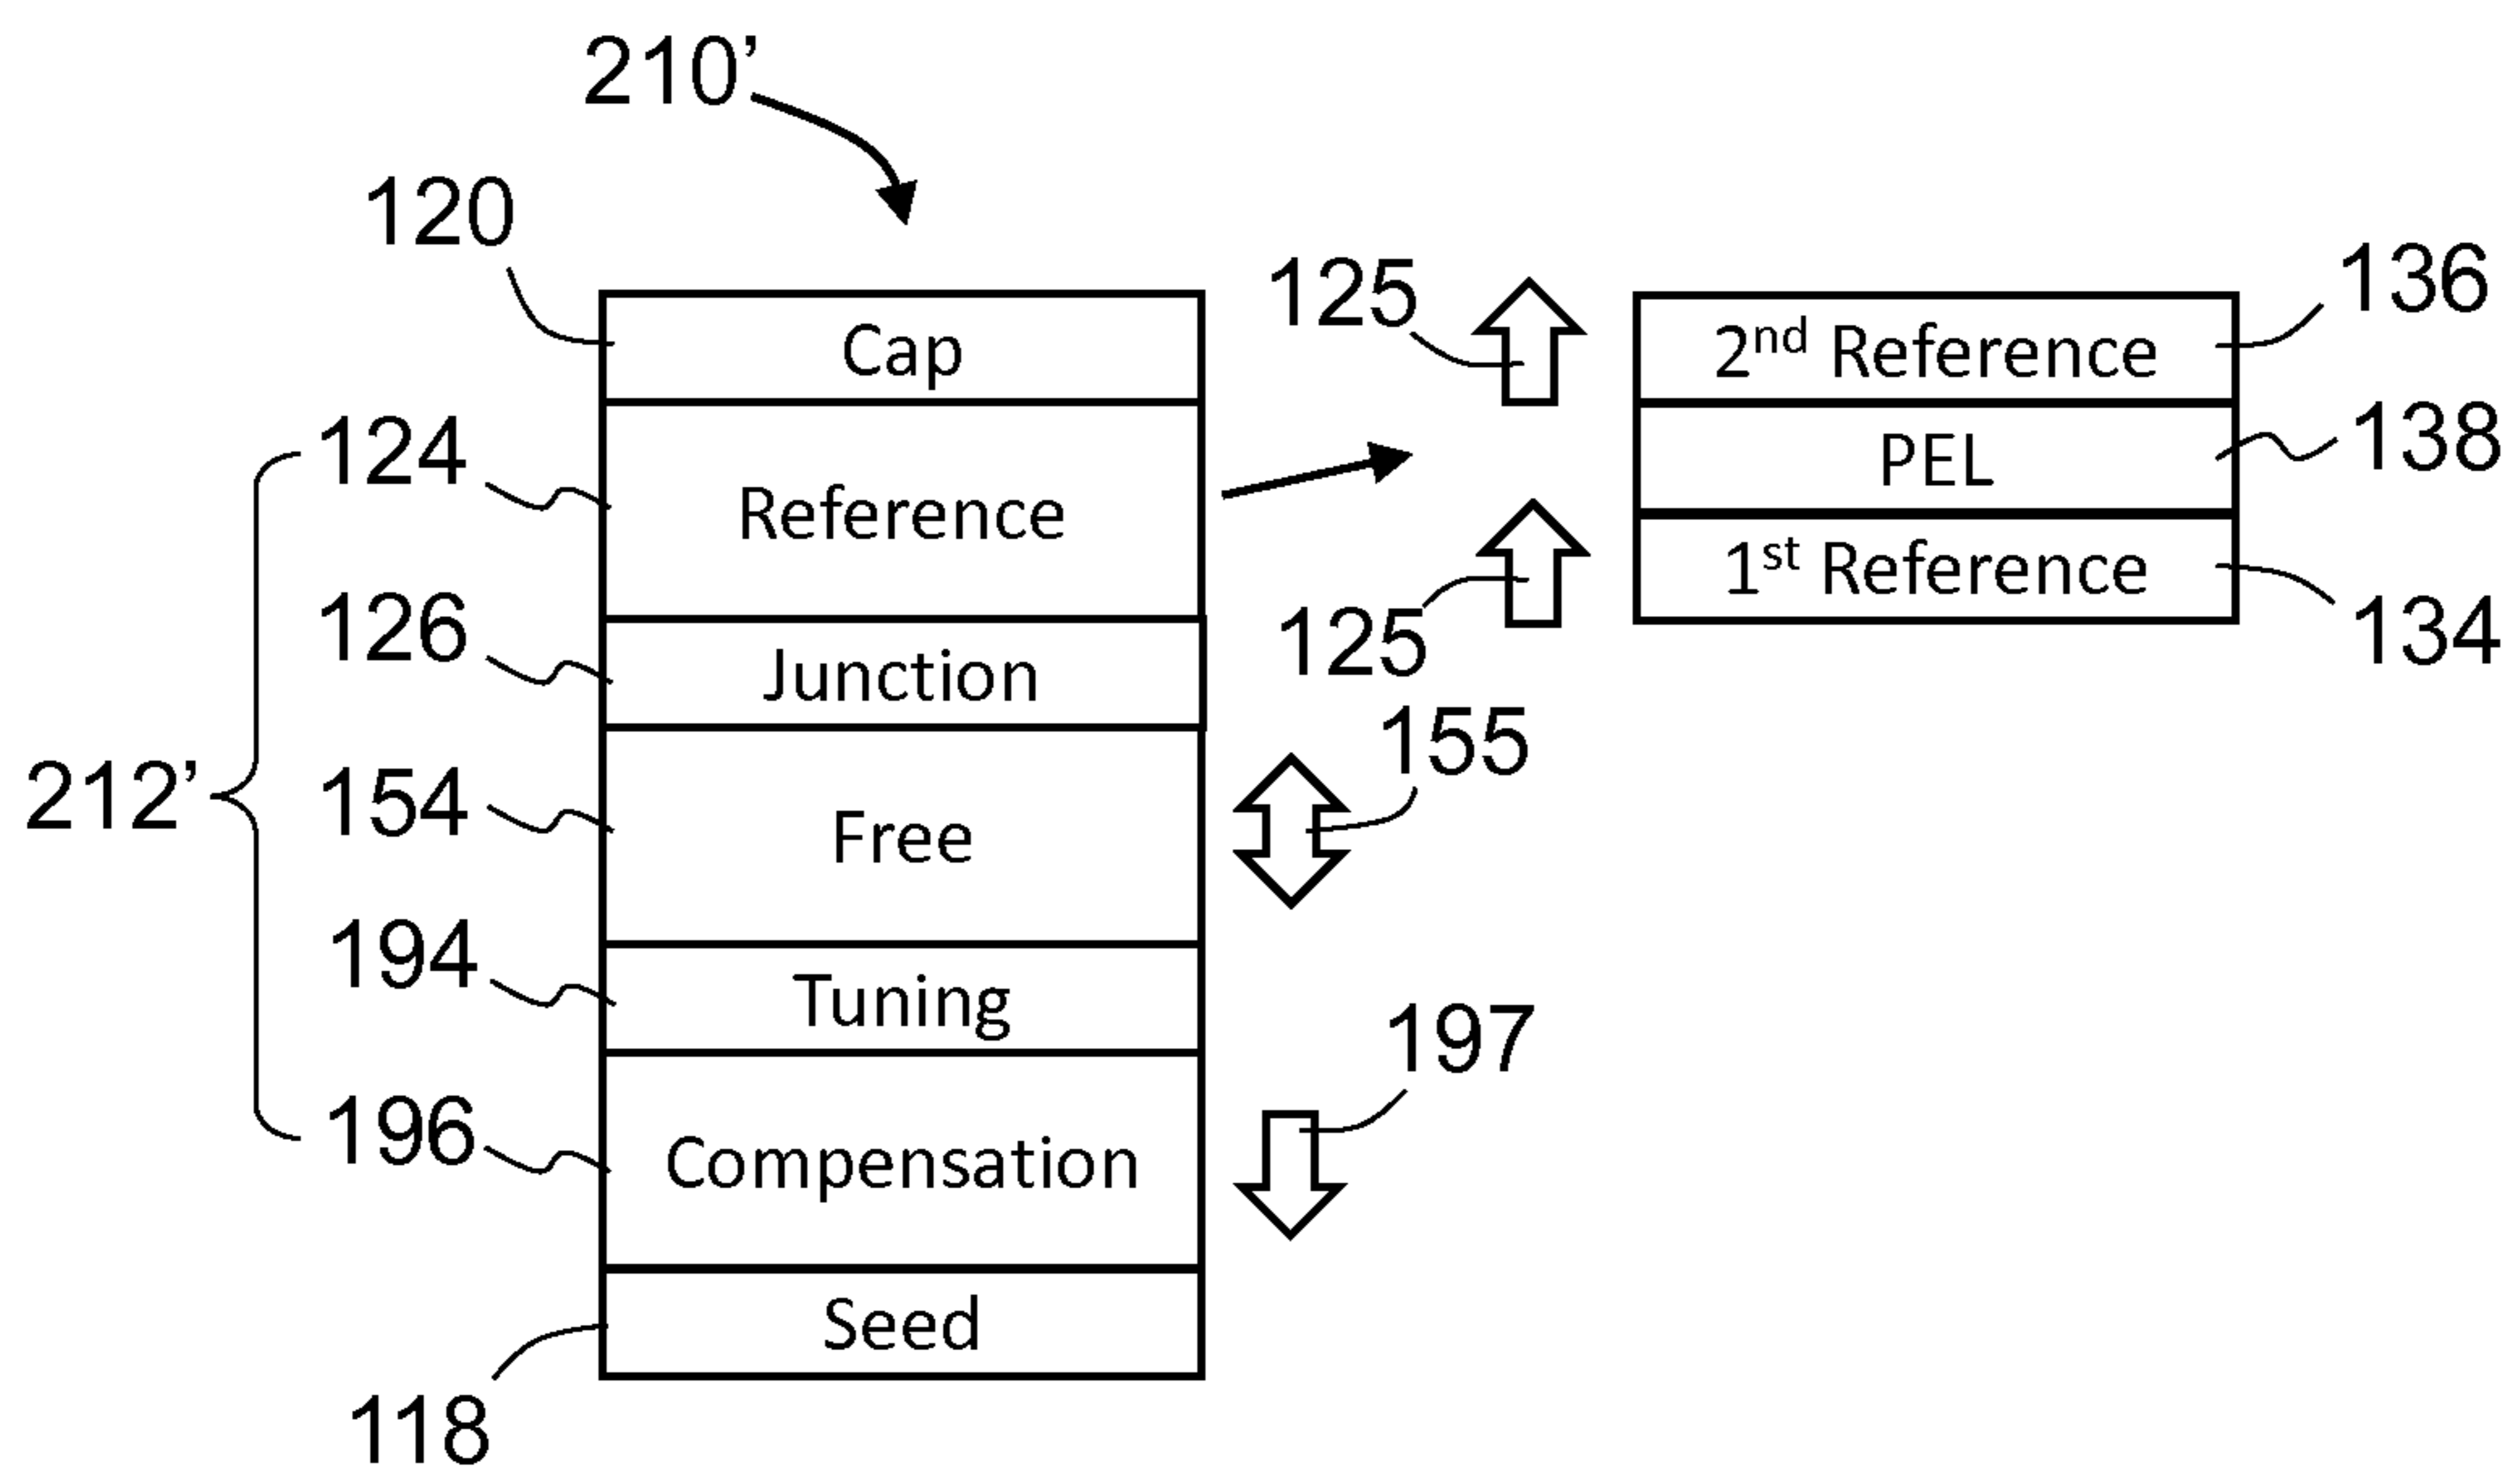 210’
120
Cap
125
2nd Reference
136
124
Reference
PEL
138
1st Reference
134
125
126
Junction
155
212’
154
Free
194
Tuning
197
196
Compensation
Seed
118